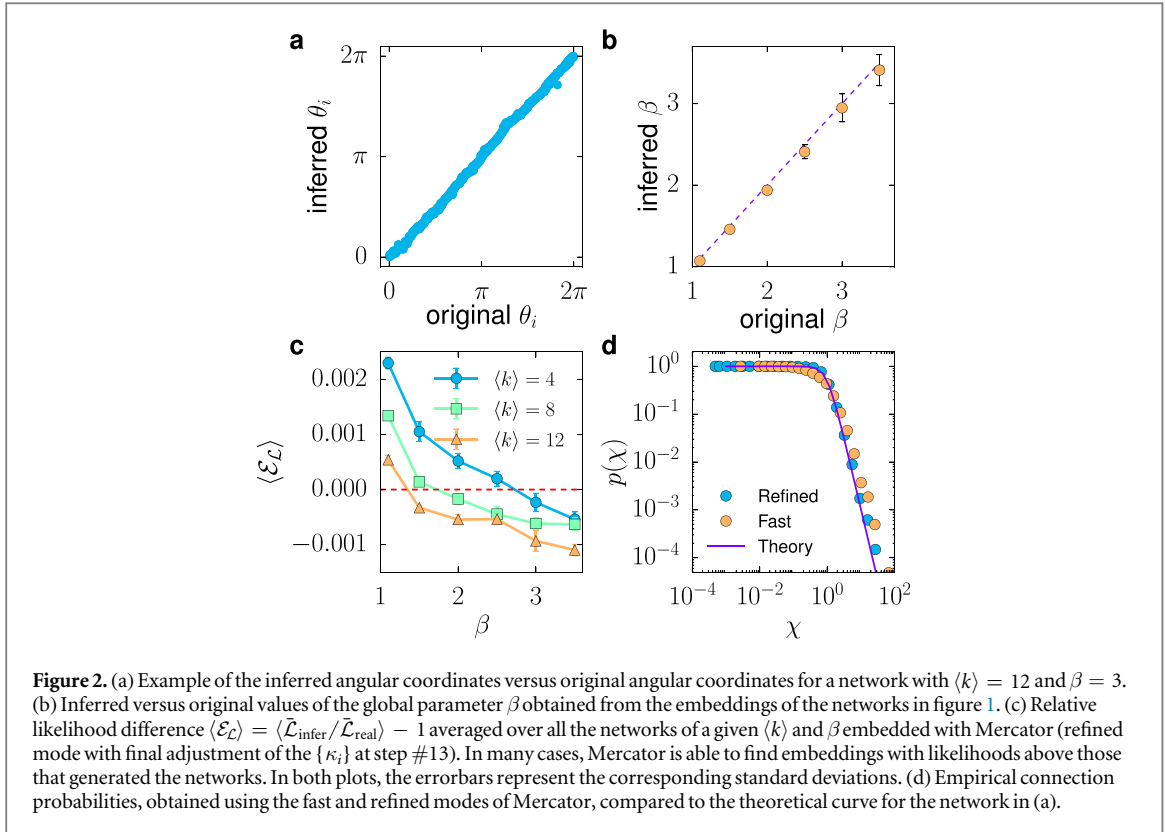 a
2π
π
0
inferred θi
0
π
2π
original θi
b
3
2
1
inferred β
1
2
3
original β
c
0.002
0.001
0.000
−0.001
⟨ℰℒ⟩
⟨k⟩ = 4
⟨k⟩ = 8
⟨k⟩ = 12
1
2
3
β
d
10^0
10^−1
10^−2
10^−3
10^−4
p(χ)
Refined
Fast
Theory
10^−4
10^−2
10^0
10^2
χ
Figure 2. (a) Example of the inferred angular coordinates versus original angular coordinates for a network with ⟨k⟩ = 12 and β = 3.
(b) Inferred versus original values of the global parameter β obtained from the embeddings of the networks in figure 1. (c) Relative
likelihood difference ⟨ℰℒ⟩ = ⟨ℒ̄infer/ℒ̄real⟩ − 1 averaged over all the networks of a given ⟨k⟩ and β embedded with Mercator (refined
mode with final adjustment of the {κi} at step #13). In many cases, Mercator is able to find embeddings with likelihoods above those
that generated the networks. In both plots, the errorbars represent the corresponding standard deviations. (d) Empirical connection
probabilities, obtained using the fast and refined modes of Mercator, compared to the theoretical curve for the network in (a).